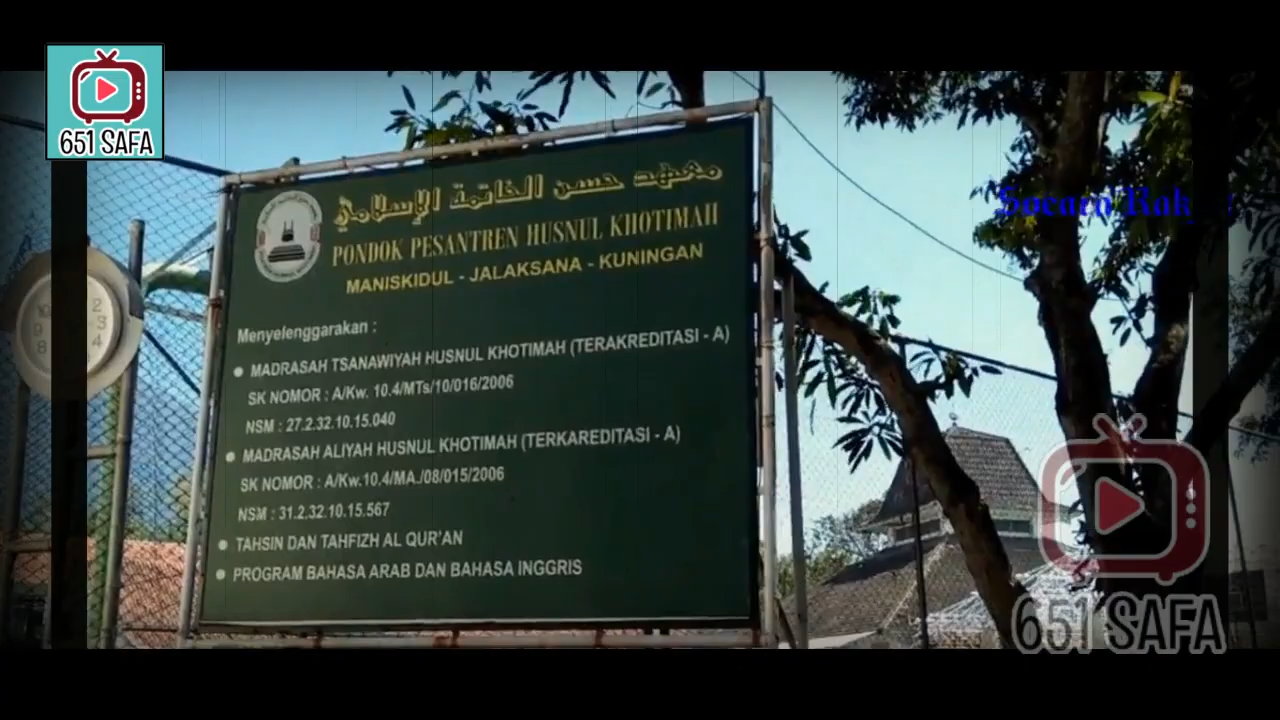 651 SAFA
معهد حسن الخاتمة الإسلامي
PONDOK PESANTREN HUSNUL KHOTIMAH
MANISKIDUL - JALAKSANA - KUNINGAN
Menyelenggarakan :
● MADRASAH TSANAWIYAH HUSNUL KHOTIMAH (TERAKREDITASI - A)
SK NOMOR : A/Kw. 10.4/MTs/10/016/2006
NSM : 27.2.32.10.15.040
● MADRASAH ALIYAH HUSNUL KHOTIMAH (TERKAREDITASI - A)
SK NOMOR : A/Kw.10.4/MA./08/015/2006
NSM : 31.2.32.10.15.567
● TAHSIN DAN TAHFIZH AL QUR'AN
● PROGRAM BAHASA ARAB DAN BAHASA INGGRIS
651 SAFA